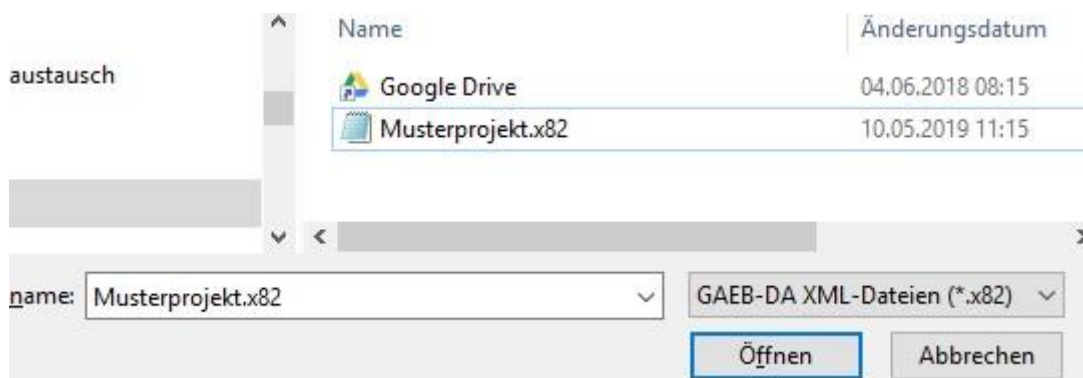 Name Änderungsdatum
austausch
Google Drive 04.06.2018 08:15
Musterprojekt.x82 10.05.2019 11:15
name: Musterprojekt.x82 GAEB-DA XML-Dateien (*.x82)
Öffnen Abbrechen